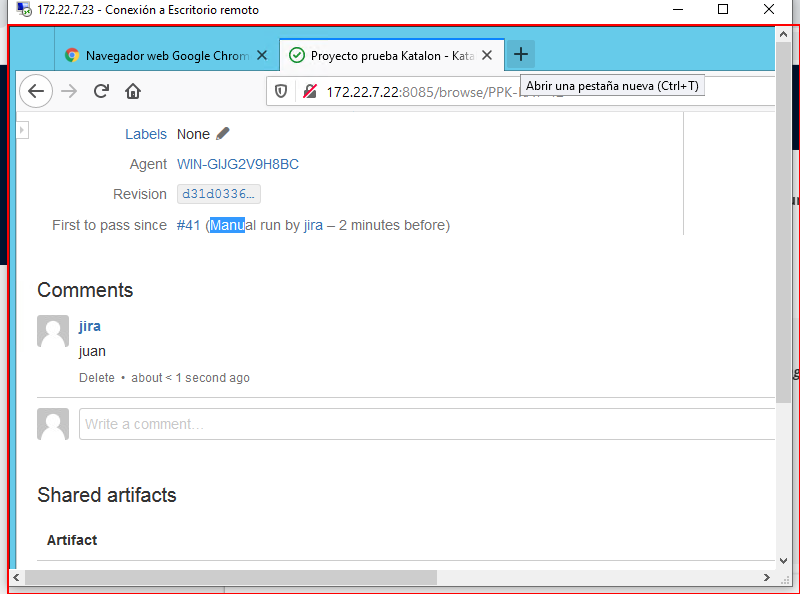 172.22.7.23 - Conexión a Escritorio remoto
Navegador web Google Chrom
Proyecto prueba Katalon - Kata
172.22.7.22:8085/browse/PPK-
Abrir una pestaña nueva (Ctrl+T)
Labels None
Agent WIN-GIJG2V9H8BC
Revision d31d0336…
First to pass since #41 (Manual run by jira – 2 minutes before)
Comments
jira
juan
Delete • about < 1 second ago
Write a comment…
Shared artifacts
Artifact